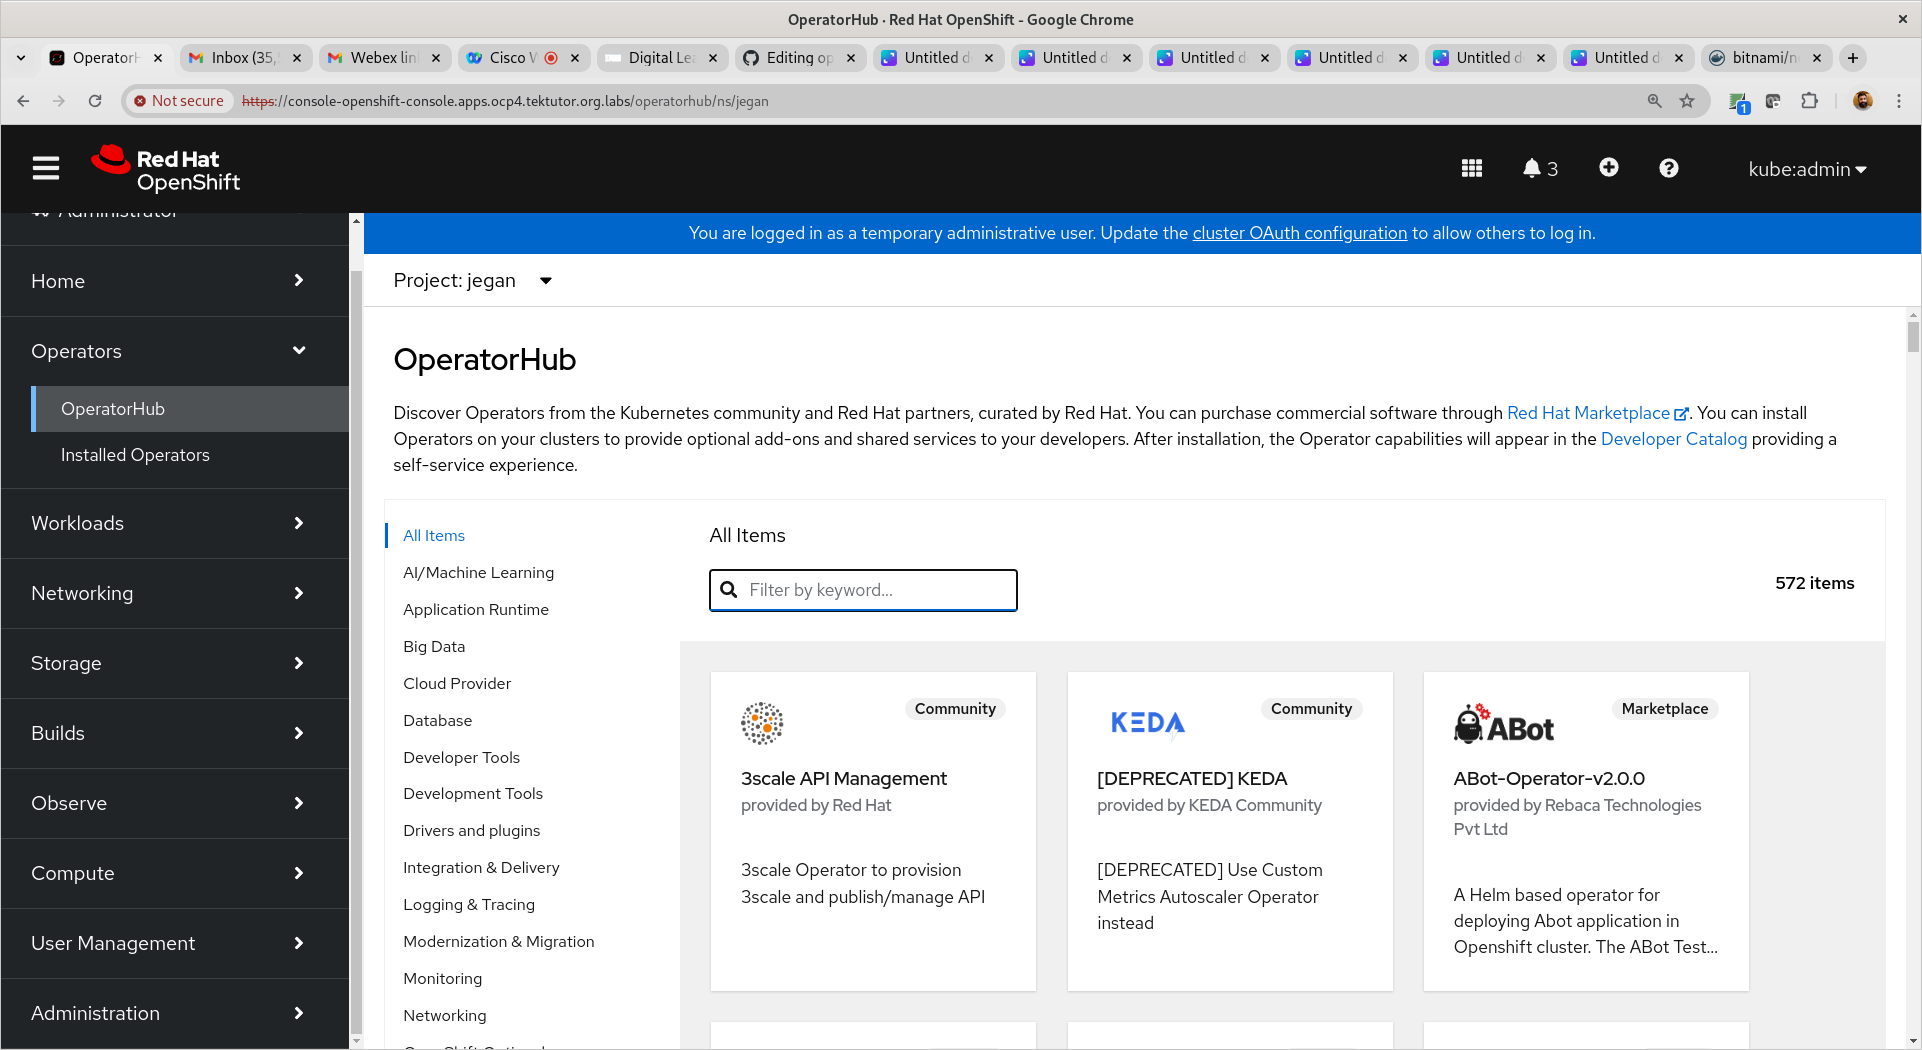 OperatorHub · Red Hat OpenShift - Google Chrome
Inbox (35,
Webex lin
Cisco
Digital Le
Editing op
Untitled d
Untitled d
Untitled d
Untitled d
Untitled d
Untitled d
bitnami/n
Not secure https://console-openshift-console.apps.ocp4.tektutor.org.labs/operatorhub/ns/jegan
1
Red Hat
OpenShift
3
kube:admin
Administrator
Home
Operators
OperatorHub
Installed Operators
Workloads
Networking
Storage
Builds
Observe
Compute
User Management
Administration
You are logged in as a temporary administrative user. Update the cluster OAuth configuration to allow others to log in.
Project: jegan
OperatorHub
Discover Operators from the Kubernetes community and Red Hat partners, curated by Red Hat. You can purchase commercial software through Red Hat Marketplace. You can install
Operators on your clusters to provide optional add-ons and shared services to your developers. After installation, the Operator capabilities will appear in the Developer Catalog providing a
self-service experience.
All Items
AI/Machine Learning
Application Runtime
Big Data
Cloud Provider
Database
Developer Tools
Development Tools
Drivers and plugins
Integration & Delivery
Logging & Tracing
Modernization & Migration
Monitoring
Networking
All Items
Filter by keyword...
572 items
Community
3scale API Management
provided by Red Hat
3scale Operator to provision
3scale and publish/manage API
KEDA
Community
[DEPRECATED] KEDA
provided by KEDA Community
[DEPRECATED] Use Custom
Metrics Autoscaler Operator
instead
ABot
Marketplace
ABot-Operator-v2.0.0
provided by Rebaca Technologies
Pvt Ltd
A Helm based operator for
deploying Abot application in
Openshift cluster. The ABot Test...